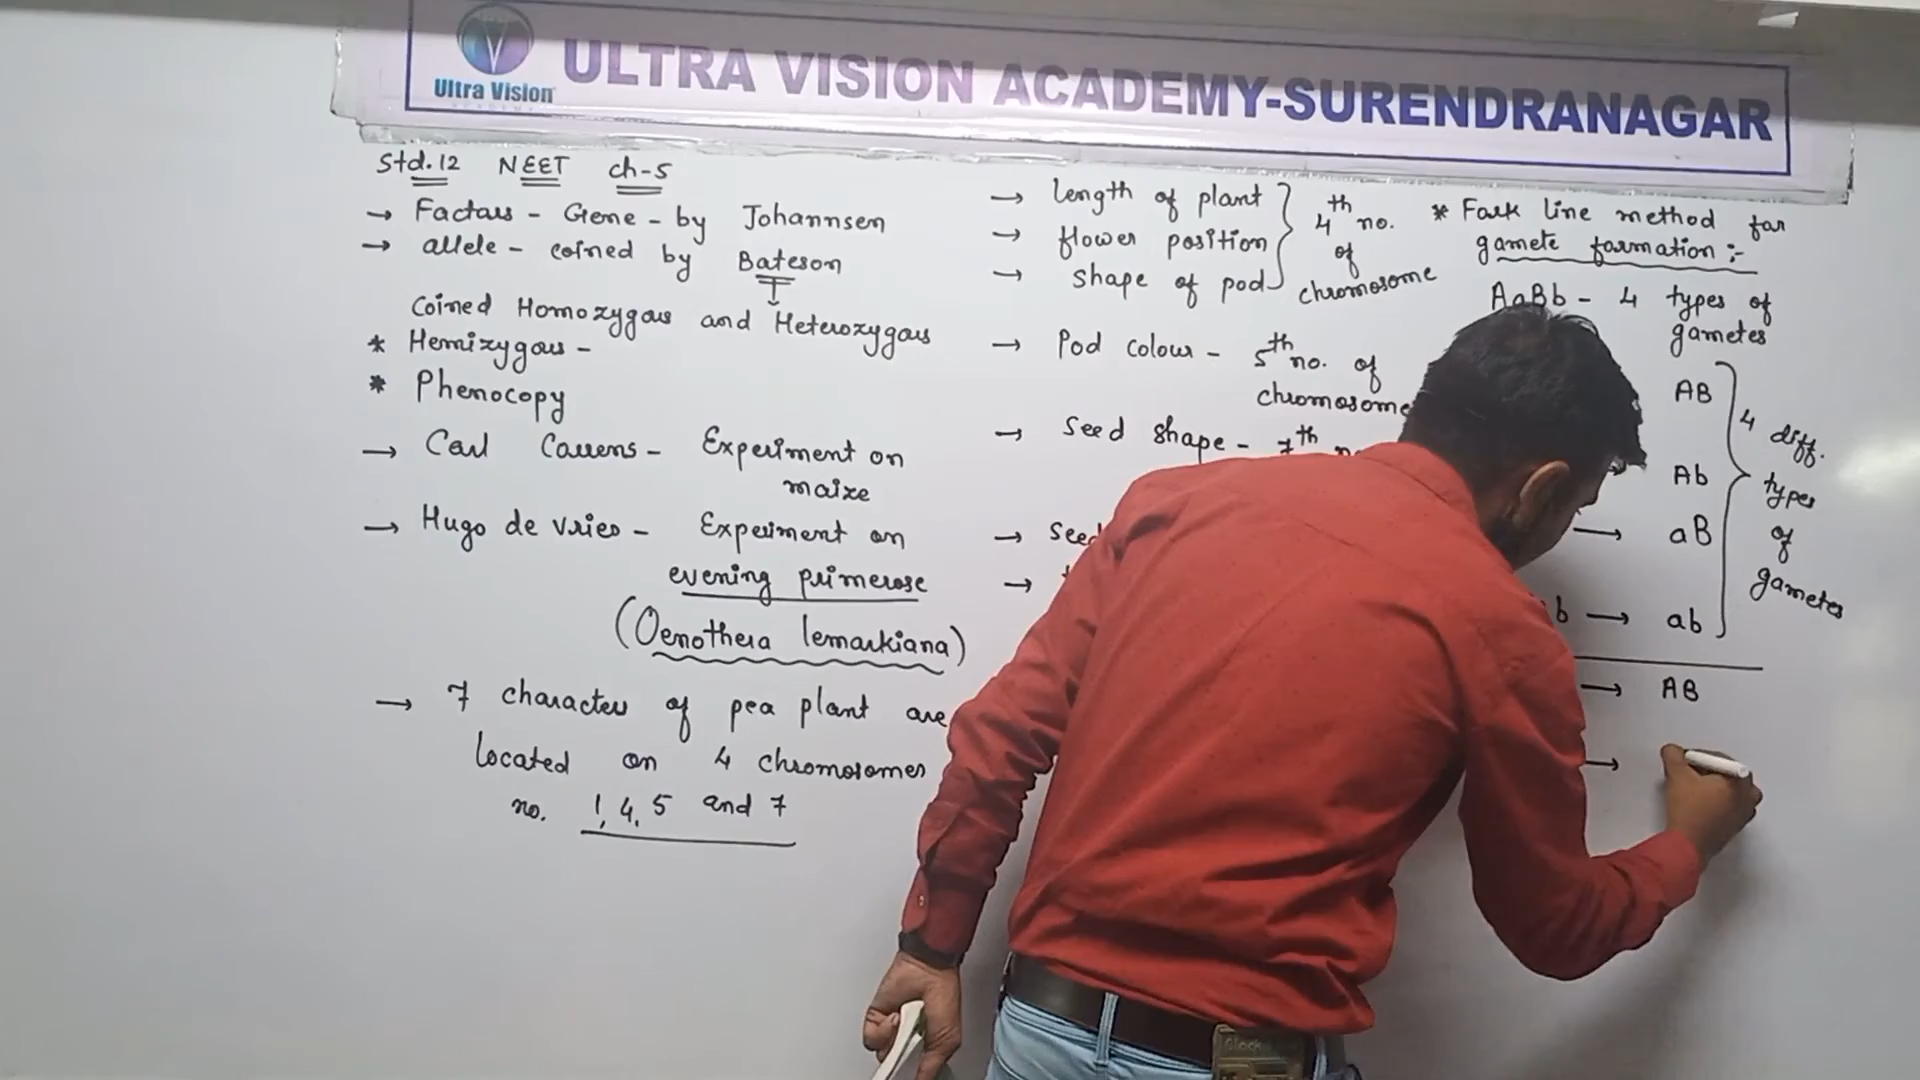 Ultra Vision
ULTRA VISION ACADEMY-SURENDRANAGAR
Std.12 NEET ch-5
→ Factors - Gene - by Johannsen
→ allele - coined by Bateson
Coined Homozygous and Heterozygous
* Hemizygous -
* Phenocopy
→ Carl Correns - Experiment on
maize
→ Hugo de vries - Experiment on
evening primerose
(Oenothera lemarkiana)
→ 7 character of pea plant are
located on 4 chromosomes
no. 1, 4, 5 and 7
→ length of plant
→ flower position
→ shape of pod
4th no.
of
chromosome
→ Pod colour - 5th no. of
chromosome
→ Seed shape - 7th
→ Seed
→
* Fork line method for
gamete formation :-
AaBb - 4 types of
gametes
AB
Ab
→ aB
b → ab
4 diff.
types
of
gametes
→ AB
→